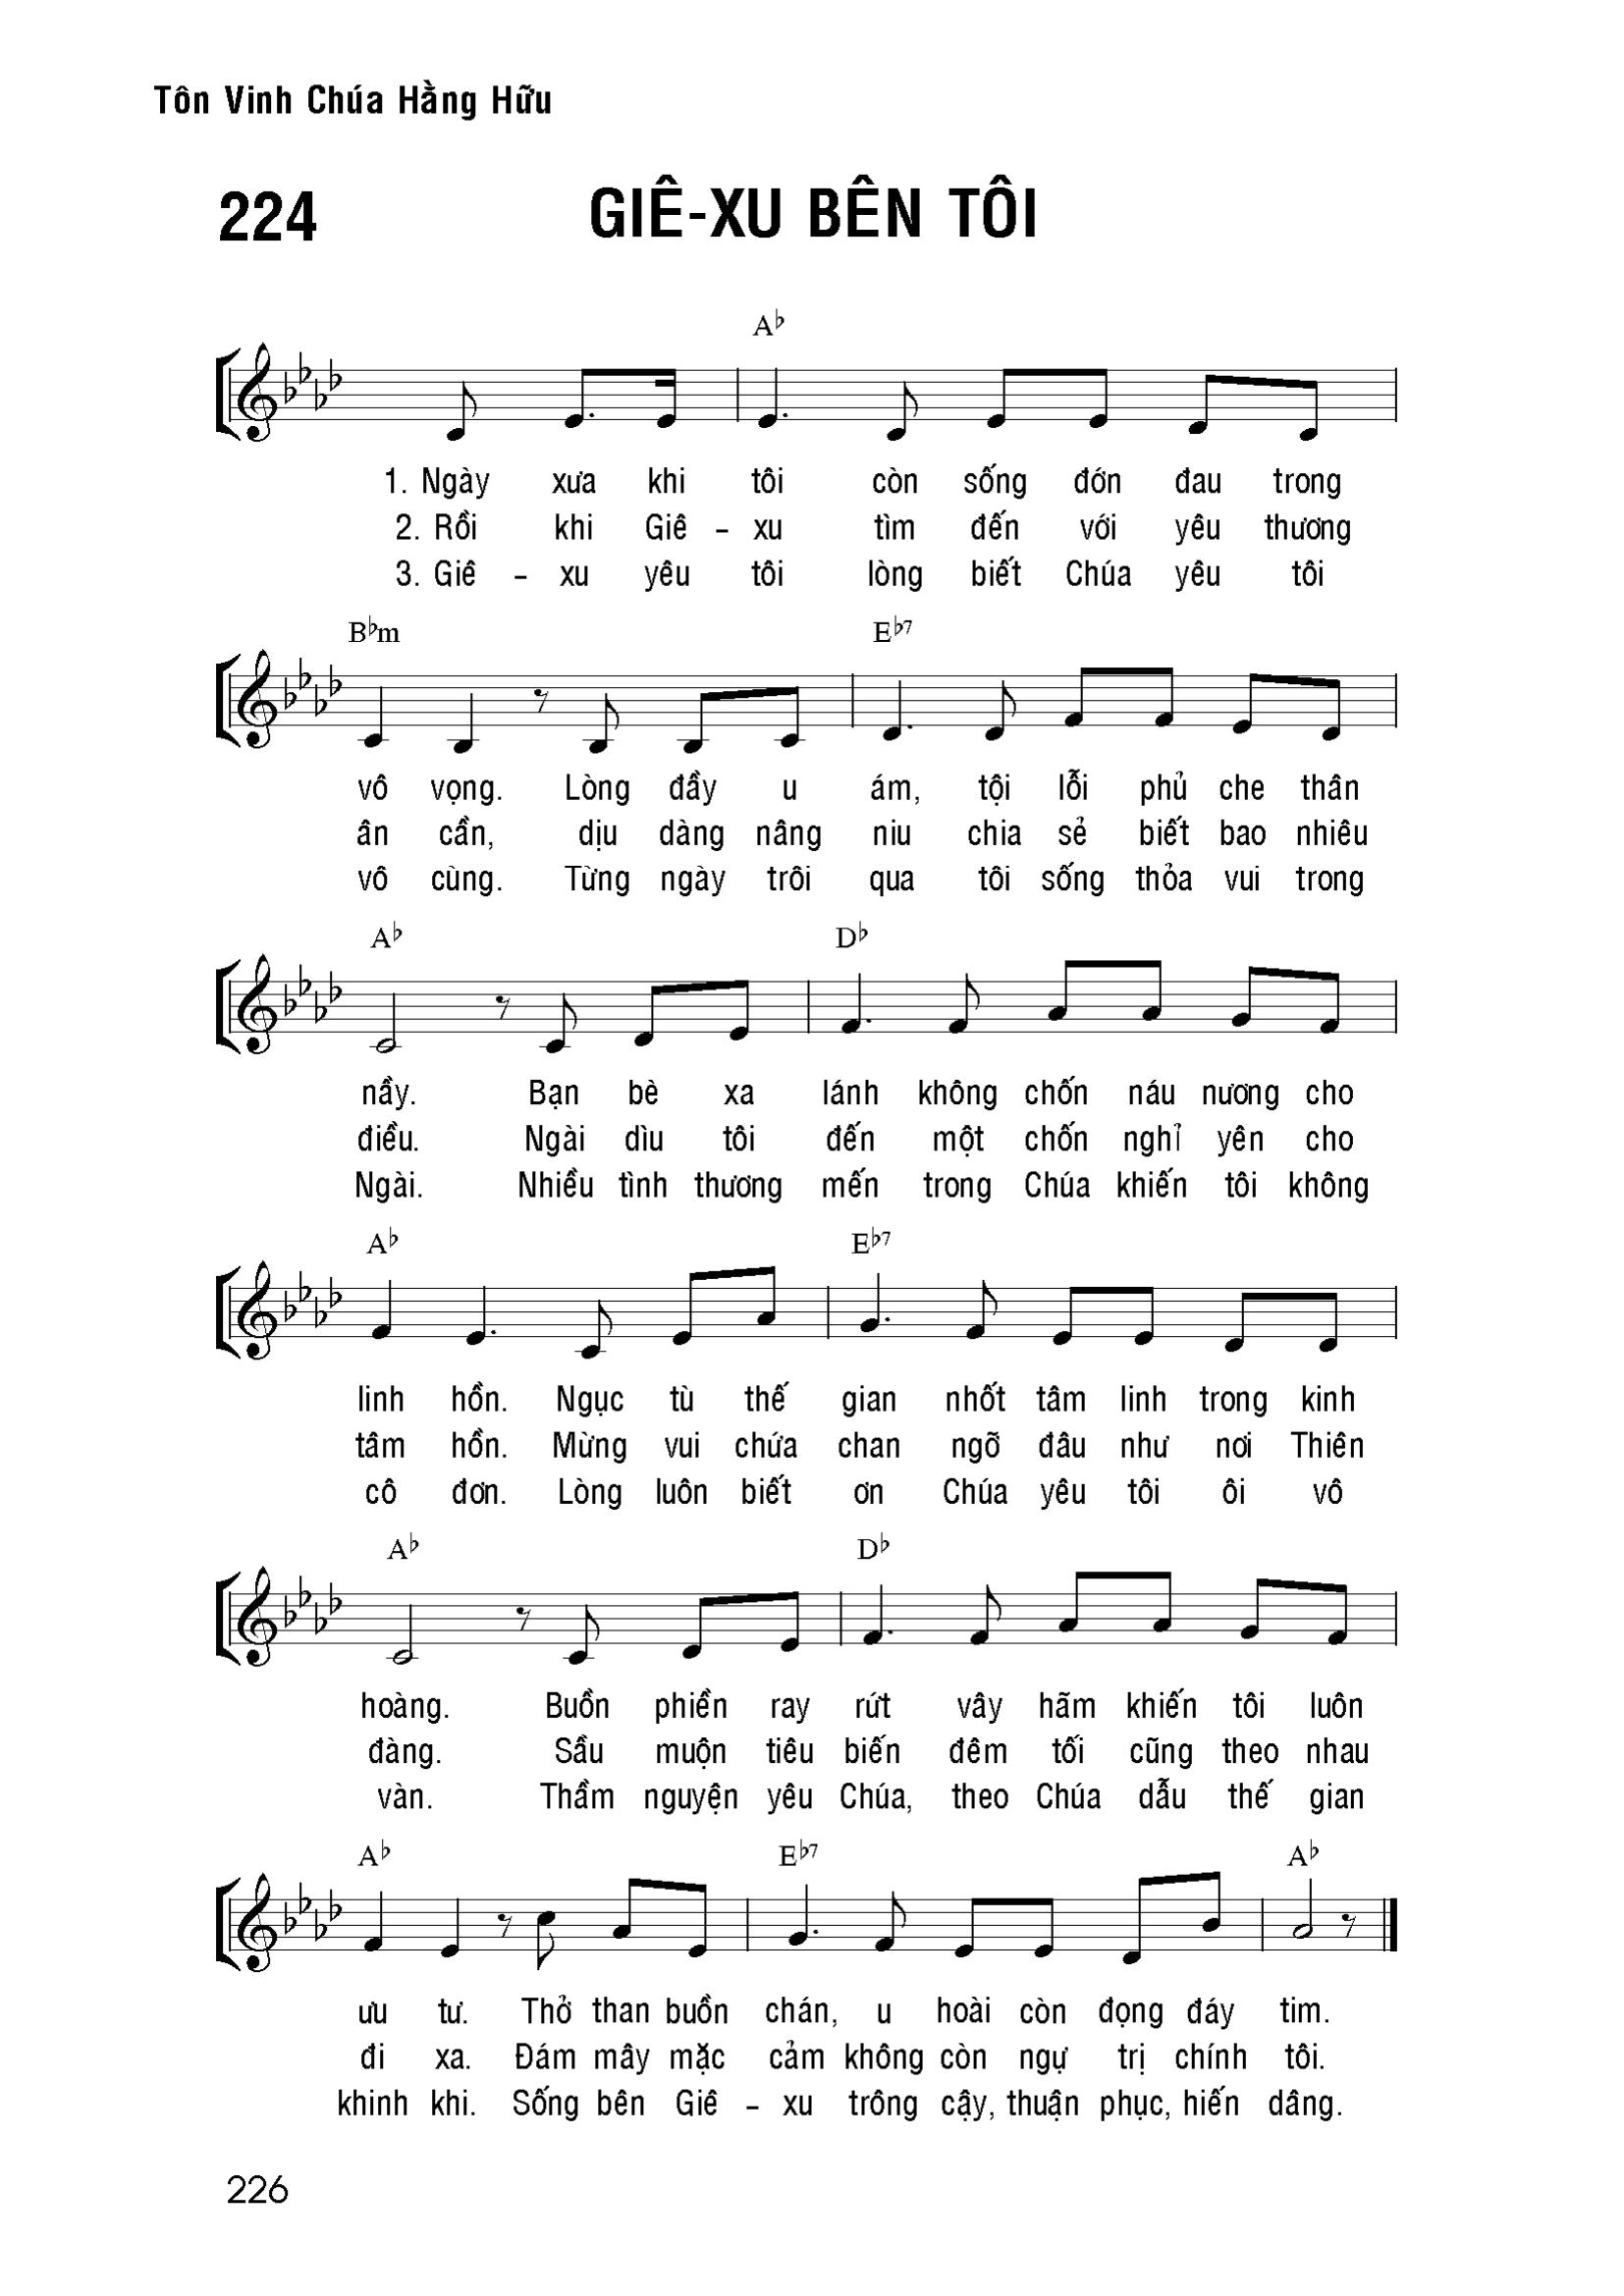 Tôn Vinh Chúa Hằng Hữu
224 GIÊ-XU BÊN TÔI
A♭
1. Ngày xưa khi tôi còn sống đớn đau trong
2. Rồi khi Giê - xu tìm đến với yêu thương
3. Giê - xu yêu tôi lòng biết Chúa yêu tôi
B♭m E♭7
vô vọng. Lòng đầy u ám, tội lỗi phủ che thân
ân cần, dịu dàng nâng niu chia sẻ biết bao nhiêu
vô cùng. Từng ngày trôi qua tôi sống thỏa vui trong
A♭ D♭
nầy. Bạn bè xa lánh không chốn náu nương cho
điều. Ngài dìu tôi đến một chốn nghỉ yên cho
Ngài. Nhiều tình thương mến trong Chúa khiến tôi không
A♭ E♭7
linh hồn. Ngục tù thế gian nhốt tâm linh trong kinh
tâm hồn. Mừng vui chứa chan ngỡ đâu như nơi Thiên
cô đơn. Lòng luôn biết ơn Chúa yêu tôi ôi vô
A♭ D♭
hoàng. Buồn phiền ray rứt vây hãm khiến tôi luôn
đàng. Sầu muộn tiêu biến đêm tối cũng theo nhau
vàn. Thầm nguyện yêu Chúa, theo Chúa dẫu thế gian
A♭ E♭7 A♭
ưu tư. Thở than buồn chán, u hoài còn đọng đáy tim.
đi xa. Đám mây mặc cảm không còn ngự trị chính tôi.
khinh khi. Sống bên Giê - xu trông cậy, thuận phục, hiến dâng.
226